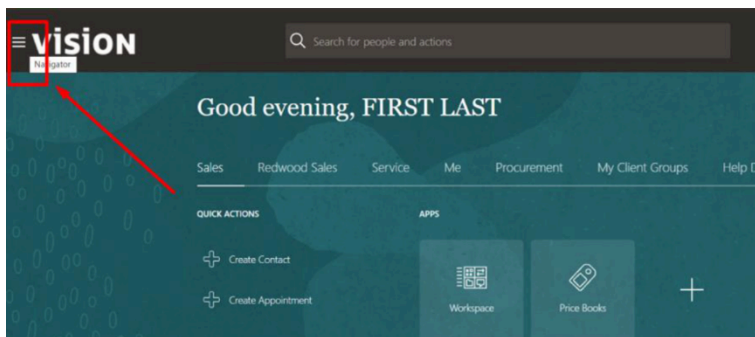 VISION
Navigator
Search for people and actions
Good evening, FIRST LAST
Sales Redwood Sales Service Me Procurement My Client Groups Help
QUICK ACTIONS
APPS
Create Contact
Create Appointment
Workspace
Price Books